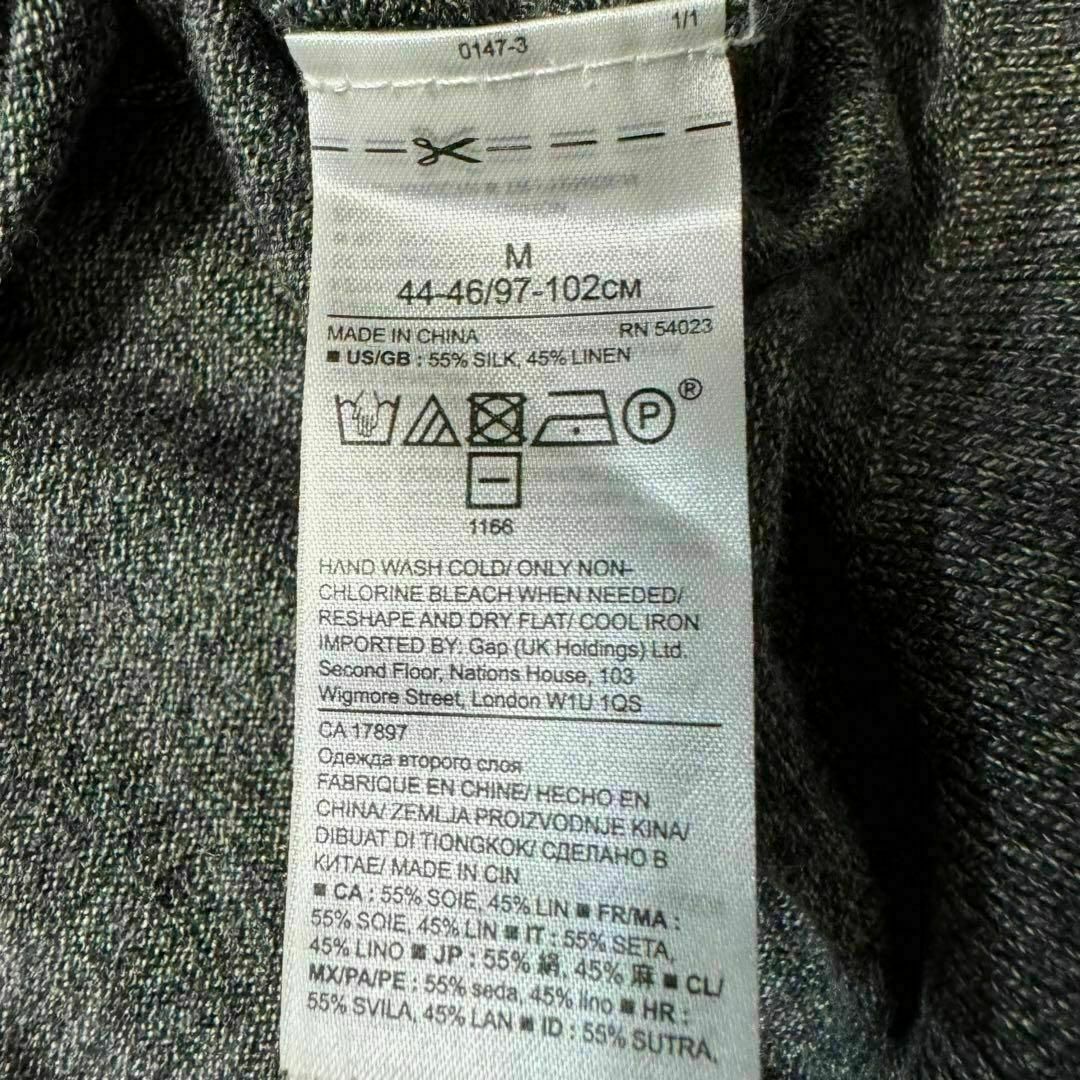 0147-3
1/1
M
44-46/97-102CM
MADE IN CHINA
RN 54023
■ US/GB : 55% SILK, 45% LINEN
P ®
1166
HAND WASH COLD/ ONLY NON-
CHLORINE BLEACH WHEN NEEDED/
RESHAPE AND DRY FLAT/ COOL IRON
IMPORTED BY: Gap (UK Holdings) Ltd.
Second Floor, Nations House, 103
Wigmore Street, London W1U 1QS
CA 17897
Одежда второго слоя
FABRIQUE EN CHINE/ HECHO EN
CHINA/ ZEMLJA PROIZVODNJE KINA/
DIBUAT DI TIONGKOK/ СДЕЛАНО В
КИТАЕ/ MADE IN CIN
■ CA : 55% SOIE, 45% LIN ■ FR/MA :
55% SOIE, 45% LIN ■ IT : 55% SETA,
45% LINO ■ JP : 55% 絹, 45% 麻 ■ CL/
MX/PA/PE : 55% seda, 45% lino ■ HR :
55% SVILA, 45% LAN ■ ID : 55% SUTRA,